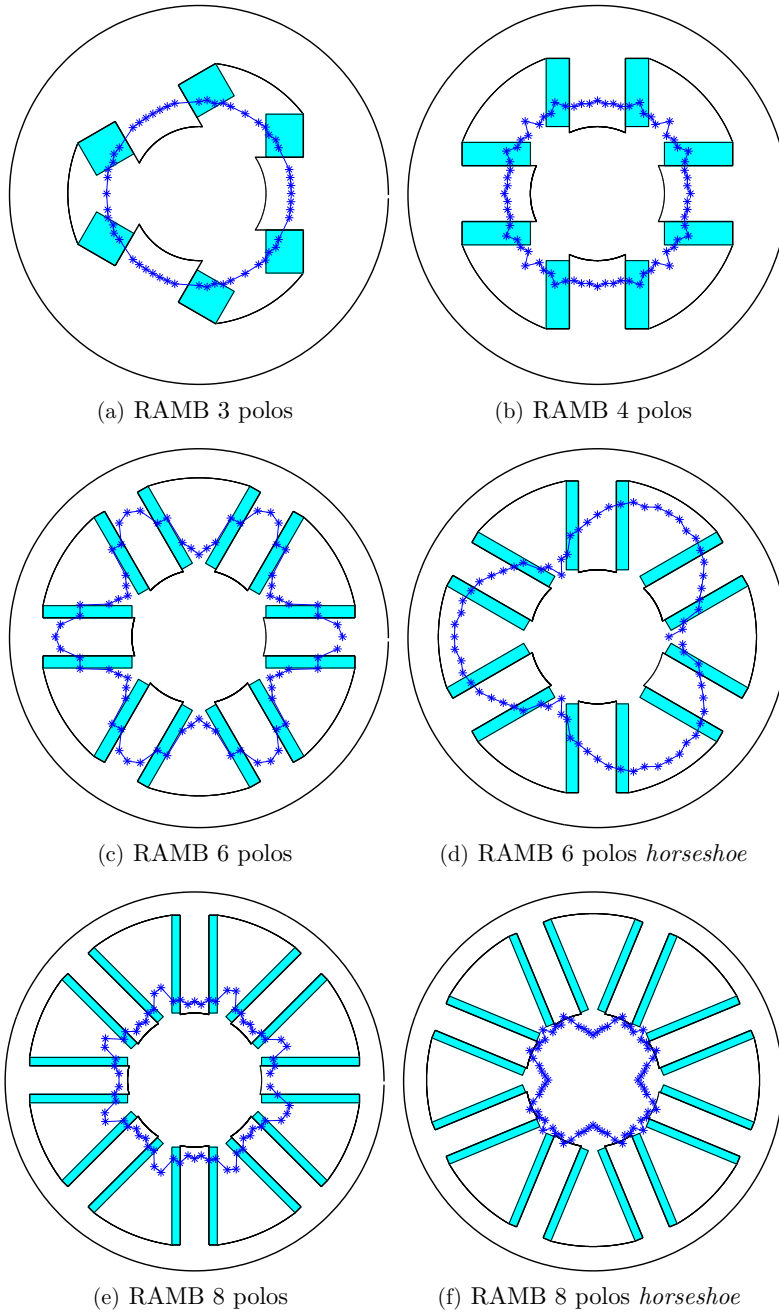 (a) RAMB 3 polos
(b) RAMB 4 polos
(c) RAMB 6 polos
(d) RAMB 6 polos horseshoe
(e) RAMB 8 polos
(f) RAMB 8 polos horseshoe